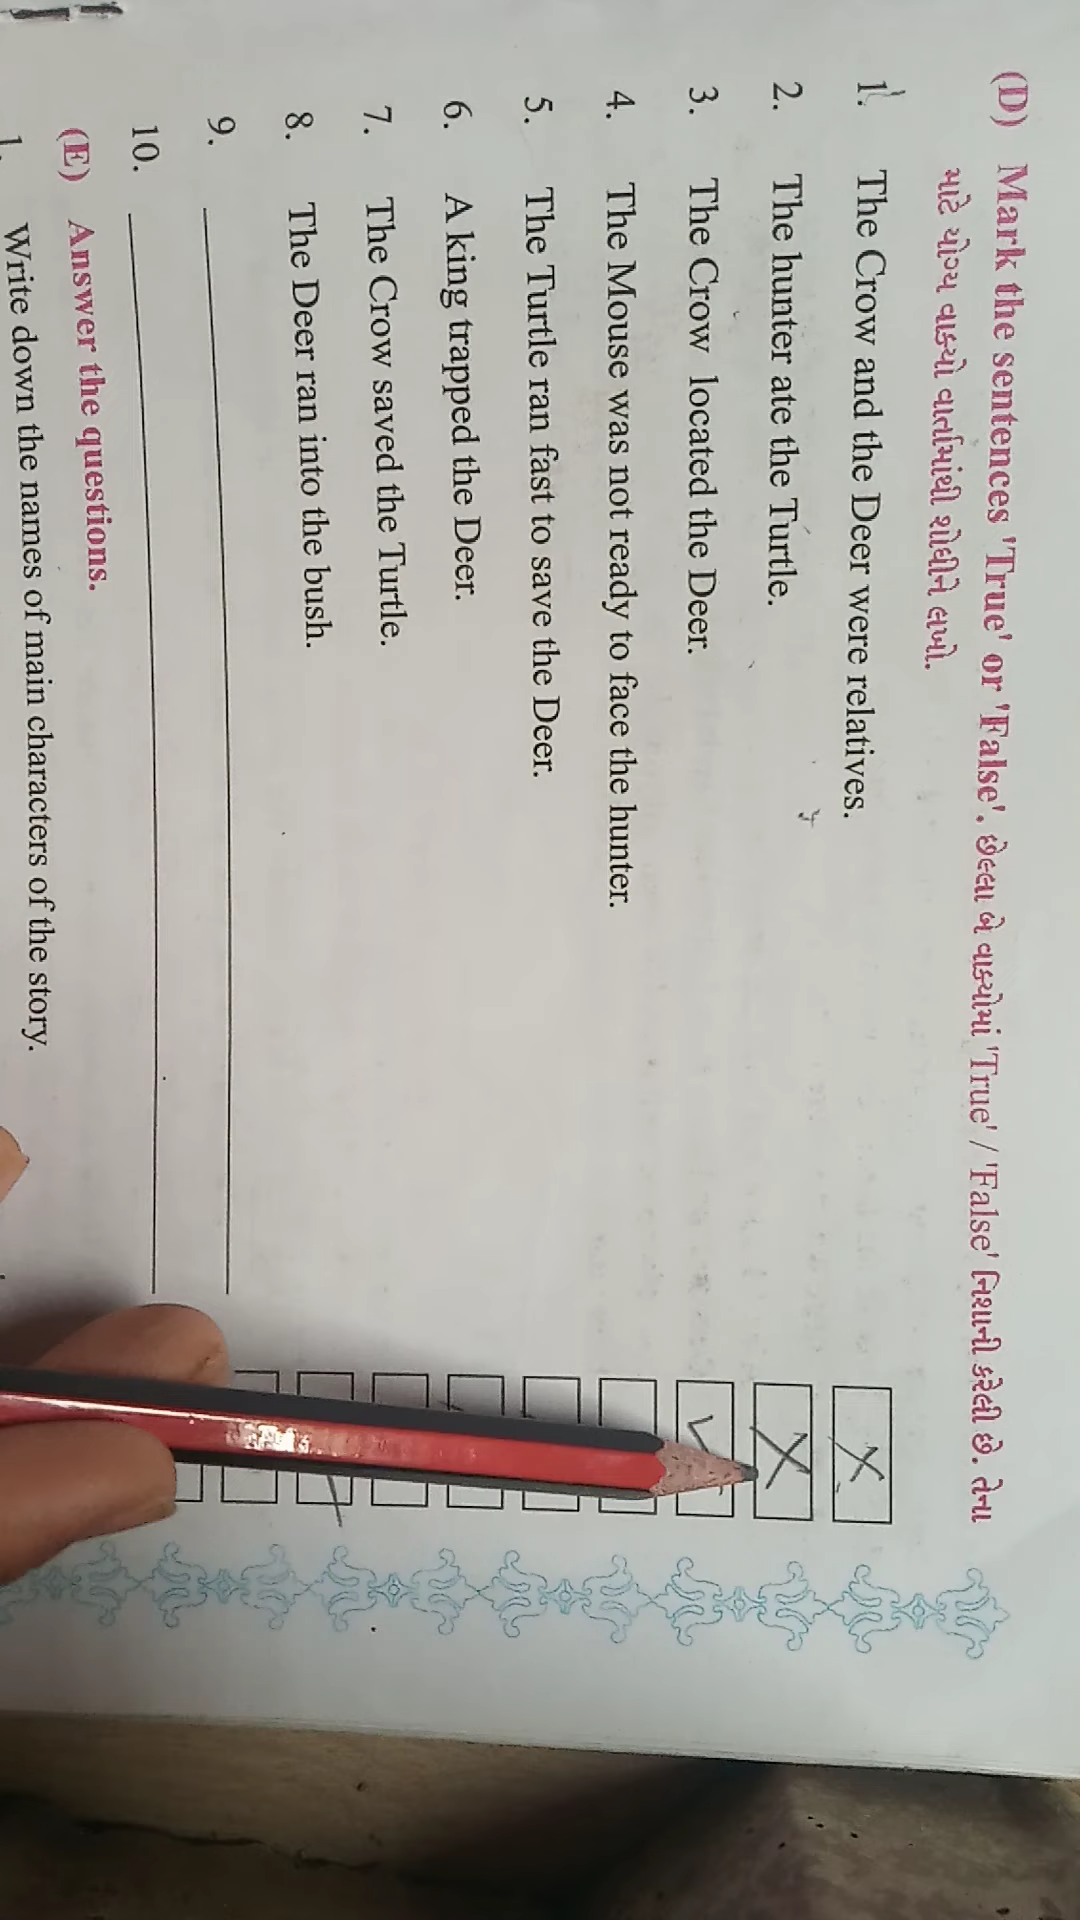 (D) Mark the sentences 'True' or 'False'. છેલ્લા બે વાક્યોમાં 'True' / 'False' નિશાની કરેલી છે. તેના
માટે યોગ્ય વાક્યો વાર્તામાંથી શોધીને લખો.
1. The Crow and the Deer were relatives.
2. The hunter ate the Turtle.
3. The Crow located the Deer.
4. The Mouse was not ready to face the hunter.
5. The Turtle ran fast to save the Deer.
6. A king trapped the Deer.
7. The Crow saved the Turtle.
8. The Deer ran into the bush.
9.
10.
(E) Answer the questions.
1. Write down the names of main characters of the story.